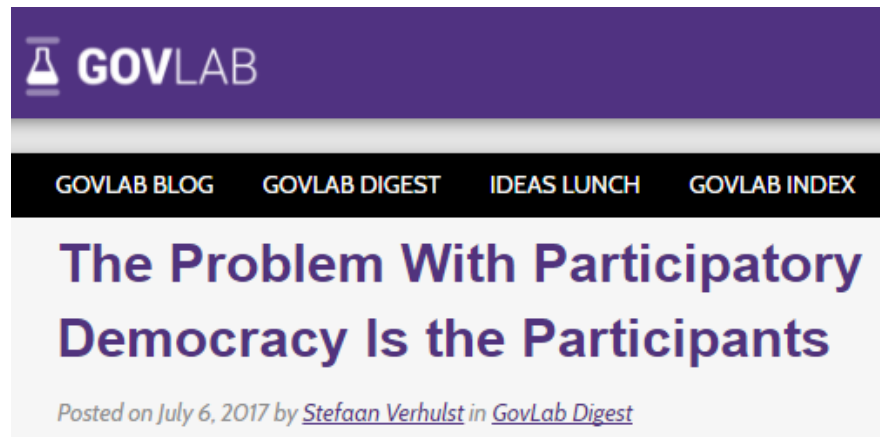 GOVLAB
GOVLAB BLOG GOVLAB DIGEST IDEAS LUNCH GOVLAB INDEX
The Problem With Participatory
Democracy Is the Participants
Posted on July 6, 2017 by Stefaan Verhulst in GovLab Digest